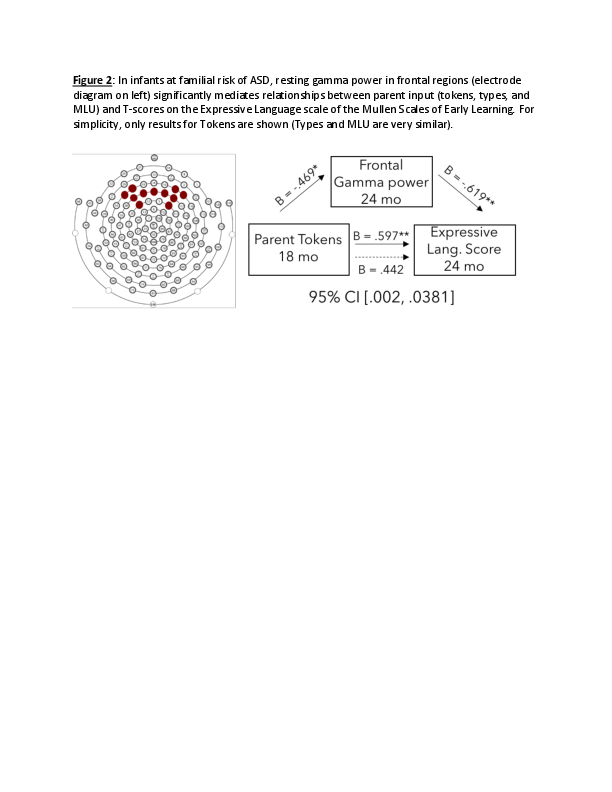 Figure 2: In infants at familial risk of ASD, resting gamma power in frontal regions (electrode
diagram on left) significantly mediates relationships between parent input (tokens, types, and
MLU) and T-scores on the Expressive Language scale of the Mullen Scales of Early Learning. For
simplicity, only results for Tokens are shown (Types and MLU are very similar).
B = -.469*
Frontal
Gamma power
24 mo
B = -.619**
Parent Tokens
18 mo
B = .597**
B = .442
Expressive
Lang. Score
24 mo
95% CI [.002, .0381]